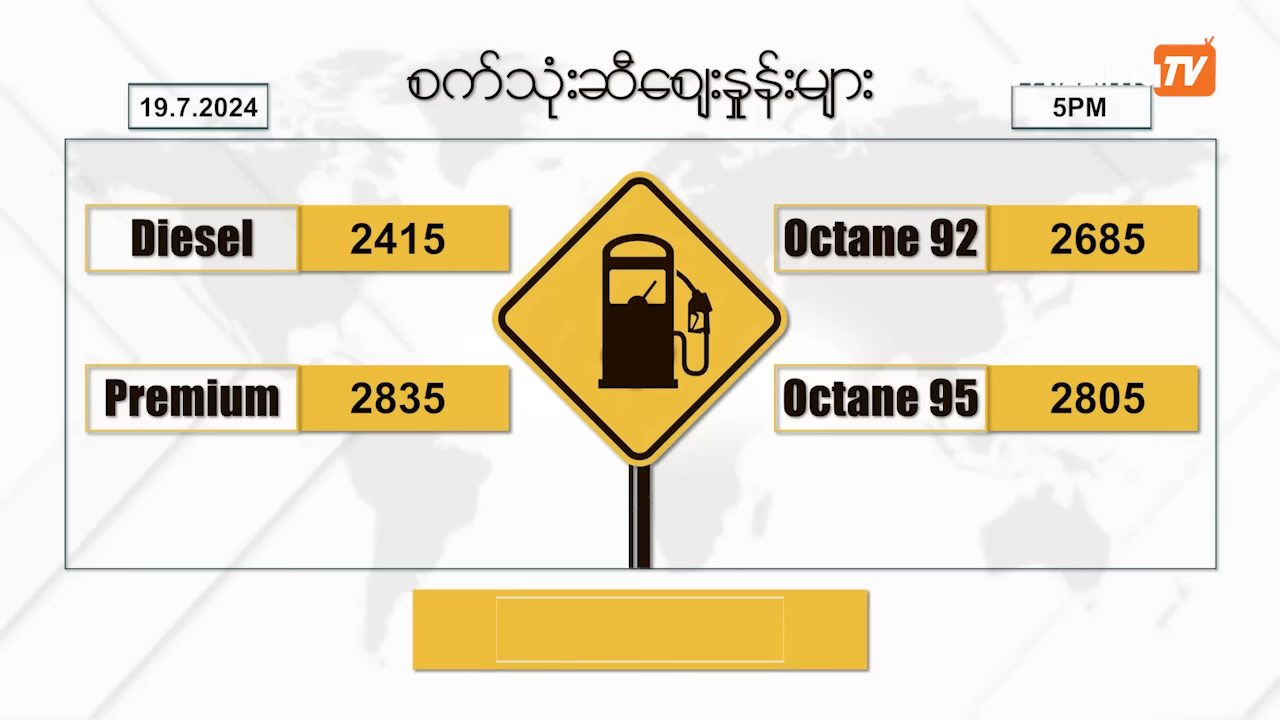 စက်သုံးဆီဈေးနှုန်းများ
TV
19.7.2024
5PM
Diesel 2415
Octane 92 2685
Premium 2835
Octane 95 2805